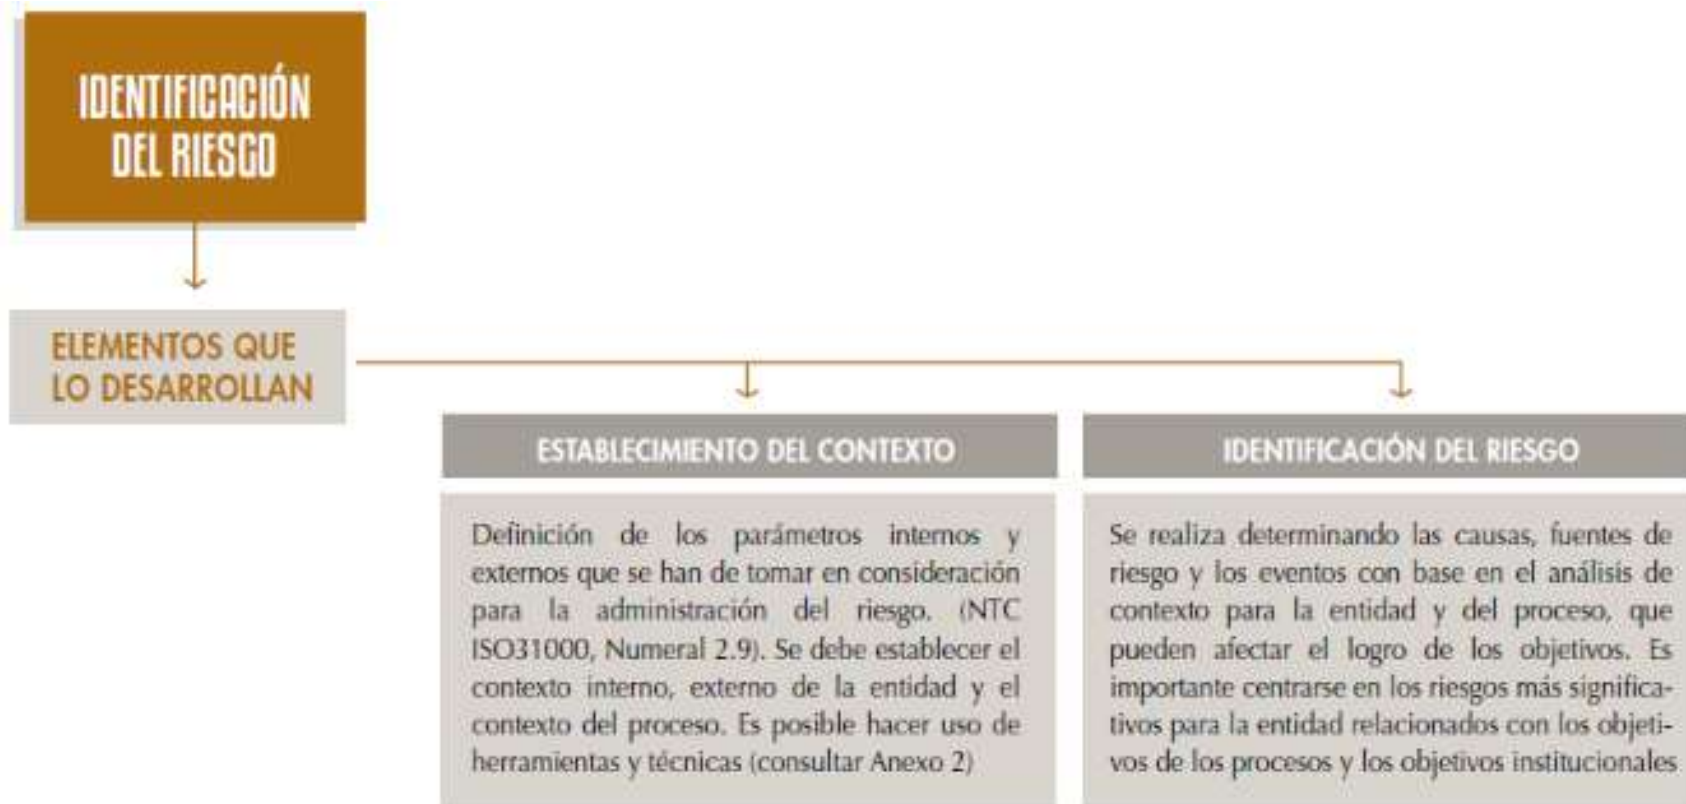 IDENTIFICACIÓN
DEL RIESGO
ELEMENTOS QUE
LO DESARROLLAN
ESTABLECIMIENTO DEL CONTEXTO
Definición de los parámetros internos y
externos que se han de tomar en consideración
para la administración del riesgo. (NTC
ISO31000, Numeral 2.9). Se debe establecer el
contexto interno, externo de la entidad y el
contexto del proceso. Es posible hacer uso de
herramientas y técnicas (consultar Anexo 2)
IDENTIFICACIÓN DEL RIESGO
Se realiza determinando las causas, fuentes de
riesgo y los eventos con base en el análisis de
contexto para la entidad y del proceso, que
pueden afectar el logro de los objetivos. Es
importante centrarse en los riesgos más significa-
tivos para la entidad relacionados con los objeti-
vos de los procesos y los objetivos institucionales